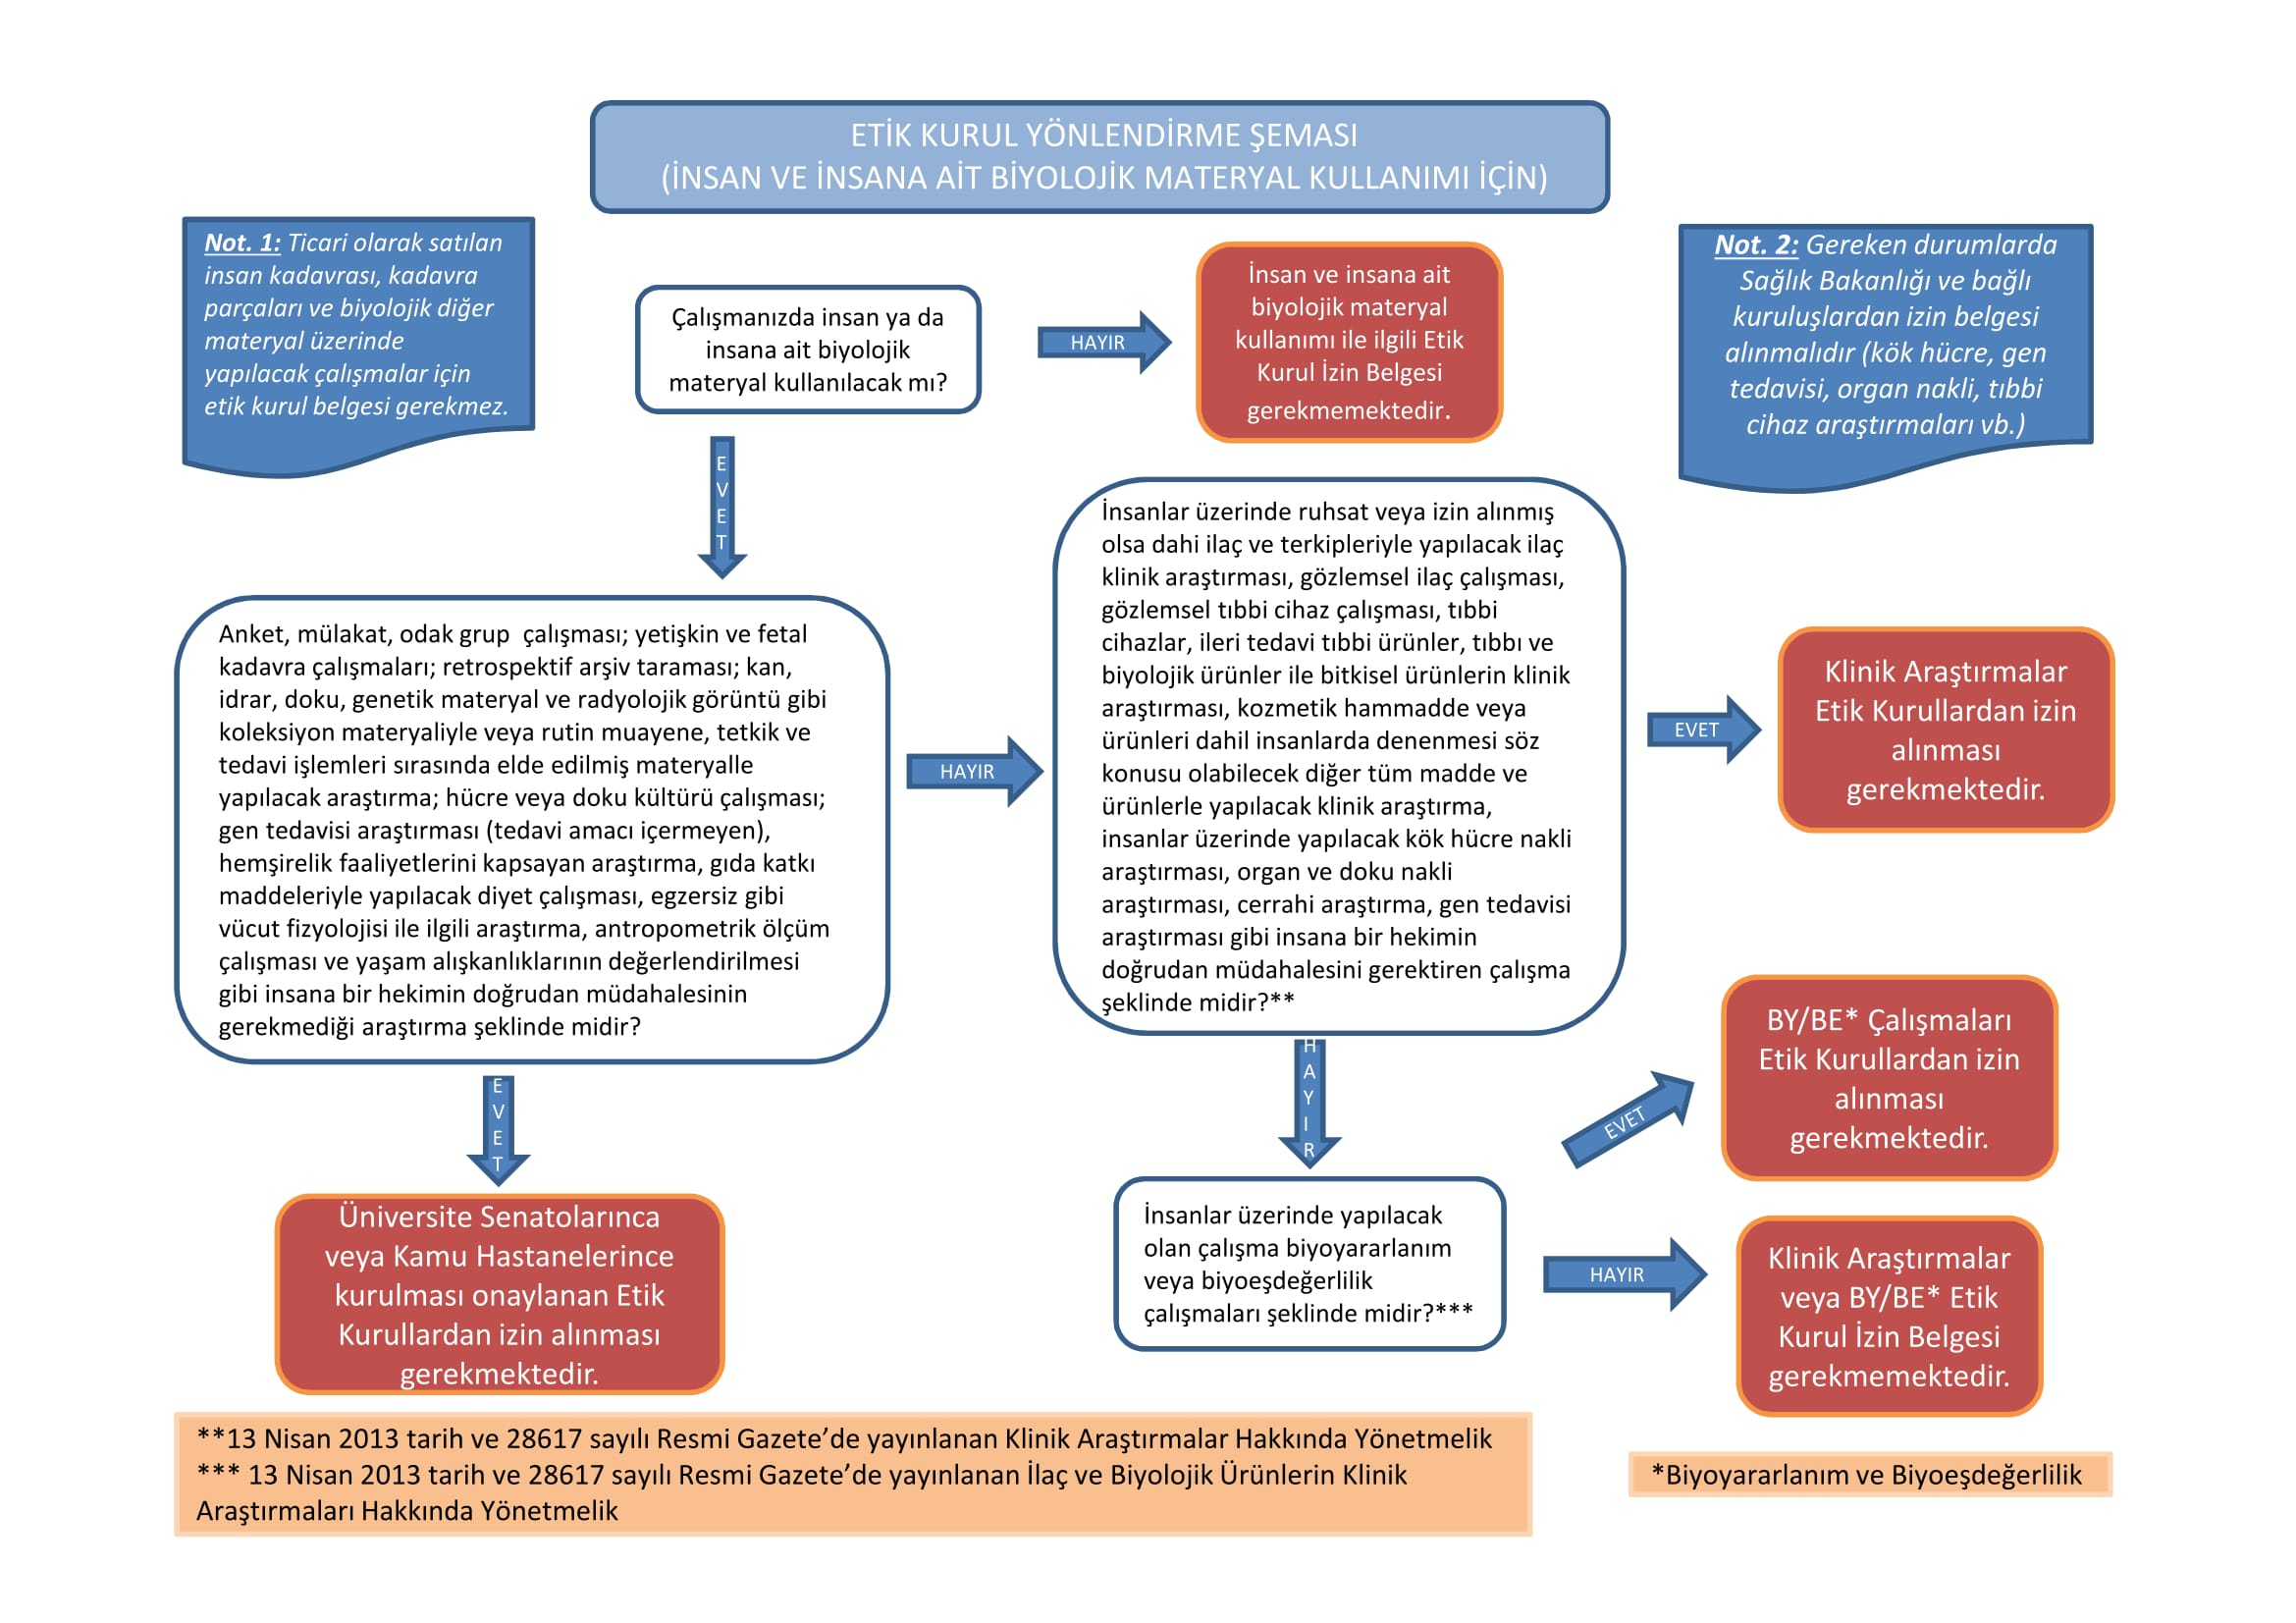 ETİK KURUL YÖNLENDİRME ŞEMASI
(İNSAN VE İNSANA AİT BİYOLOJİK MATERYAL KULLANIMI İÇİN)
Not. 1: Ticari olarak satılan
insan kadavrası, kadavra
parçaları ve biyolojik diğer
materyal üzerinde
yapılacak çalışmalar için
etik kurul belgesi gerekmez.
Çalışmanızda insan ya da
insana ait biyolojik
materyal kullanılacak mı?
HAYIR
İnsan ve insana ait
biyolojik materyal
kullanımı ile ilgili Etik
Kurul İzin Belgesi
gerekmemektedir.
Not. 2: Gereken durumlarda
Sağlık Bakanlığı ve bağlı
kuruluşlardan izin belgesi
alınmalıdır (kök hücre, gen
tedavisi, organ nakli, tıbbi
cihaz araştırmaları vb.)
EVET
Anket, mülakat, odak grup  çalışması; yetişkin ve fetal
kadavra çalışmaları; retrospektif arşiv taraması; kan,
idrar, doku, genetik materyal ve radyolojik görüntü gibi
koleksiyon materyaliyle veya rutin muayene, tetkik ve
tedavi işlemleri sırasında elde edilmiş materyalle
yapılacak araştırma; hücre veya doku kültürü çalışması;
gen tedavisi araştırması (tedavi amacı içermeyen),
hemşirelik faaliyetlerini kapsayan araştırma, gıda katkı
maddeleriyle yapılacak diyet çalışması, egzersiz gibi
vücut fizyolojisi ile ilgili araştırma, antropometrik ölçüm
çalışması ve yaşam alışkanlıklarının değerlendirilmesi
gibi insana bir hekimin doğrudan müdahalesinin
gerekmediği araştırma şeklinde midir?
HAYIR
İnsanlar üzerinde ruhsat veya izin alınmış
olsa dahi ilaç ve terkipleriyle yapılacak ilaç
klinik araştırması, gözlemsel ilaç çalışması,
gözlemsel tıbbi cihaz çalışması, tıbbi
cihazlar, ileri tedavi tıbbi ürünler, tıbbı ve
biyolojik ürünler ile bitkisel ürünlerin klinik
araştırması, kozmetik hammadde veya
ürünleri dahil insanlarda denenmesi söz
konusu olabilecek diğer tüm madde ve
ürünlerle yapılacak klinik araştırma,
insanlar üzerinde yapılacak kök hücre nakli
araştırması, organ ve doku nakli
araştırması, cerrahi araştırma, gen tedavisi
araştırması gibi insana bir hekimin
doğrudan müdahalesini gerektiren çalışma
şeklinde midir?**
EVET
Klinik Araştırmalar
Etik Kurullardan izin
alınması
gerekmektedir.
EVET
Üniversite Senatolarınca
veya Kamu Hastanelerince
kurulması onaylanan Etik
Kurullardan izin alınması
gerekmektedir.
HAYIR
İnsanlar üzerinde yapılacak
olan çalışma biyoyararlanım
veya biyoeşdeğerlilik
çalışmaları şeklinde midir?***
EVET
BY/BE* Çalışmaları
Etik Kurullardan izin
alınması
gerekmektedir.
HAYIR
Klinik Araştırmalar
veya BY/BE* Etik
Kurul İzin Belgesi
gerekmemektedir.
**13 Nisan 2013 tarih ve 28617 sayılı Resmi Gazete’de yayınlanan Klinik Araştırmalar Hakkında Yönetmelik
*** 13 Nisan 2013 tarih ve 28617 sayılı Resmi Gazete’de yayınlanan İlaç ve Biyolojik Ürünlerin Klinik
Araştırmaları Hakkında Yönetmelik
*Biyoyararlanım ve Biyoeşdeğerlilik